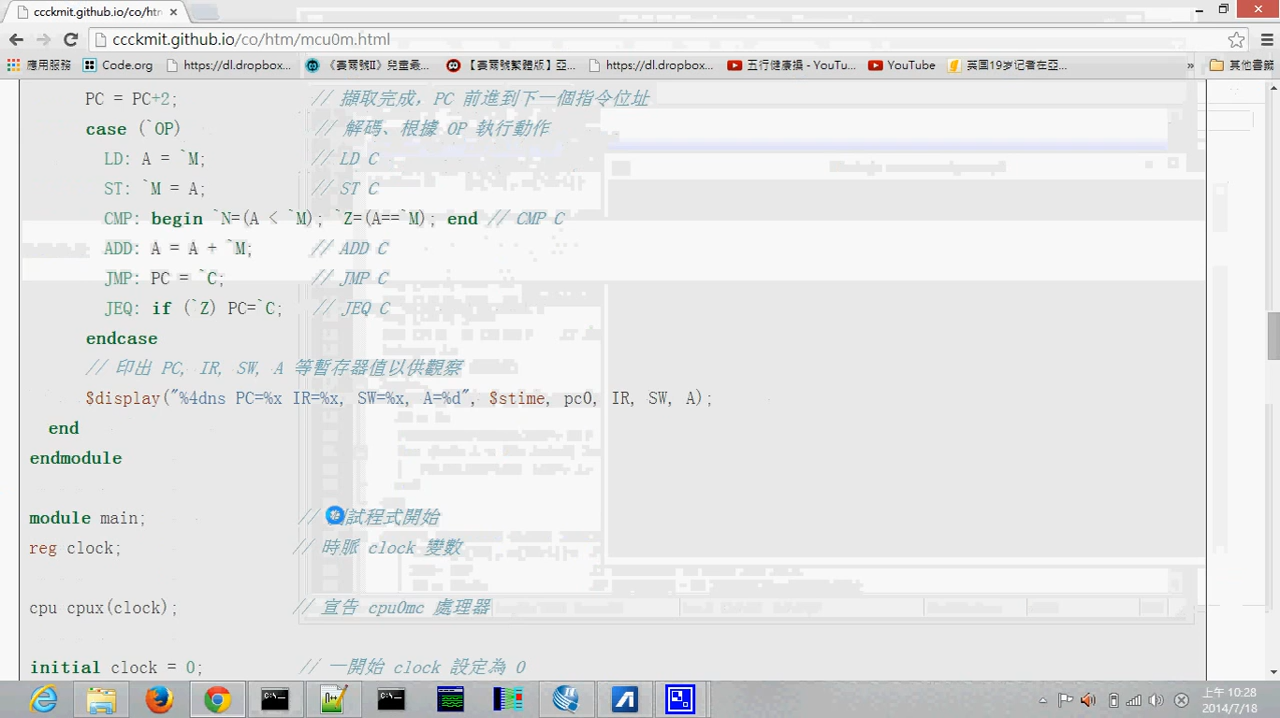 ccckmit.github.io/co/htm
ccckmit.github.io/co/htm/mcu0m.html
應用服務 Code.org https://dl.dropbox... 《裏爾號II》兒童最... 【裏爾號繁體版】亞... https://dl.dropbox... 五行健康操 - YouTu... YouTube 英国19岁记者在亞... » 其他書籤
PC = PC+2; // 擷取完成，PC 前進到下一個指令位址
case (`OP) // 解碼、根據 OP 執行動作
LD: A = `M; // LD C
ST: `M = A; // ST C
CMP: begin `N=(A < `M); `Z=(A==`M); end // CMP C
ADD: A = A + `M; // ADD C
JMP: PC = `C; // JMP C
JEQ: if (`Z) PC=`C; // JEQ C
endcase
// 印出 PC, IR, SW, A 等暫存器值以供觀察
$display("%4dns PC=%x IR=%x, SW=%x, A=%d", $stime, pc0, IR, SW, A);
end
endmodule
module main; // 試程式開始
reg clock; // 時脈 clock 變數
cpu cpux(clock); // 宣告 cpu0mc 處理器
initial clock = 0; // 一開始 clock 設定為 0
上午 10:28
2014/7/18